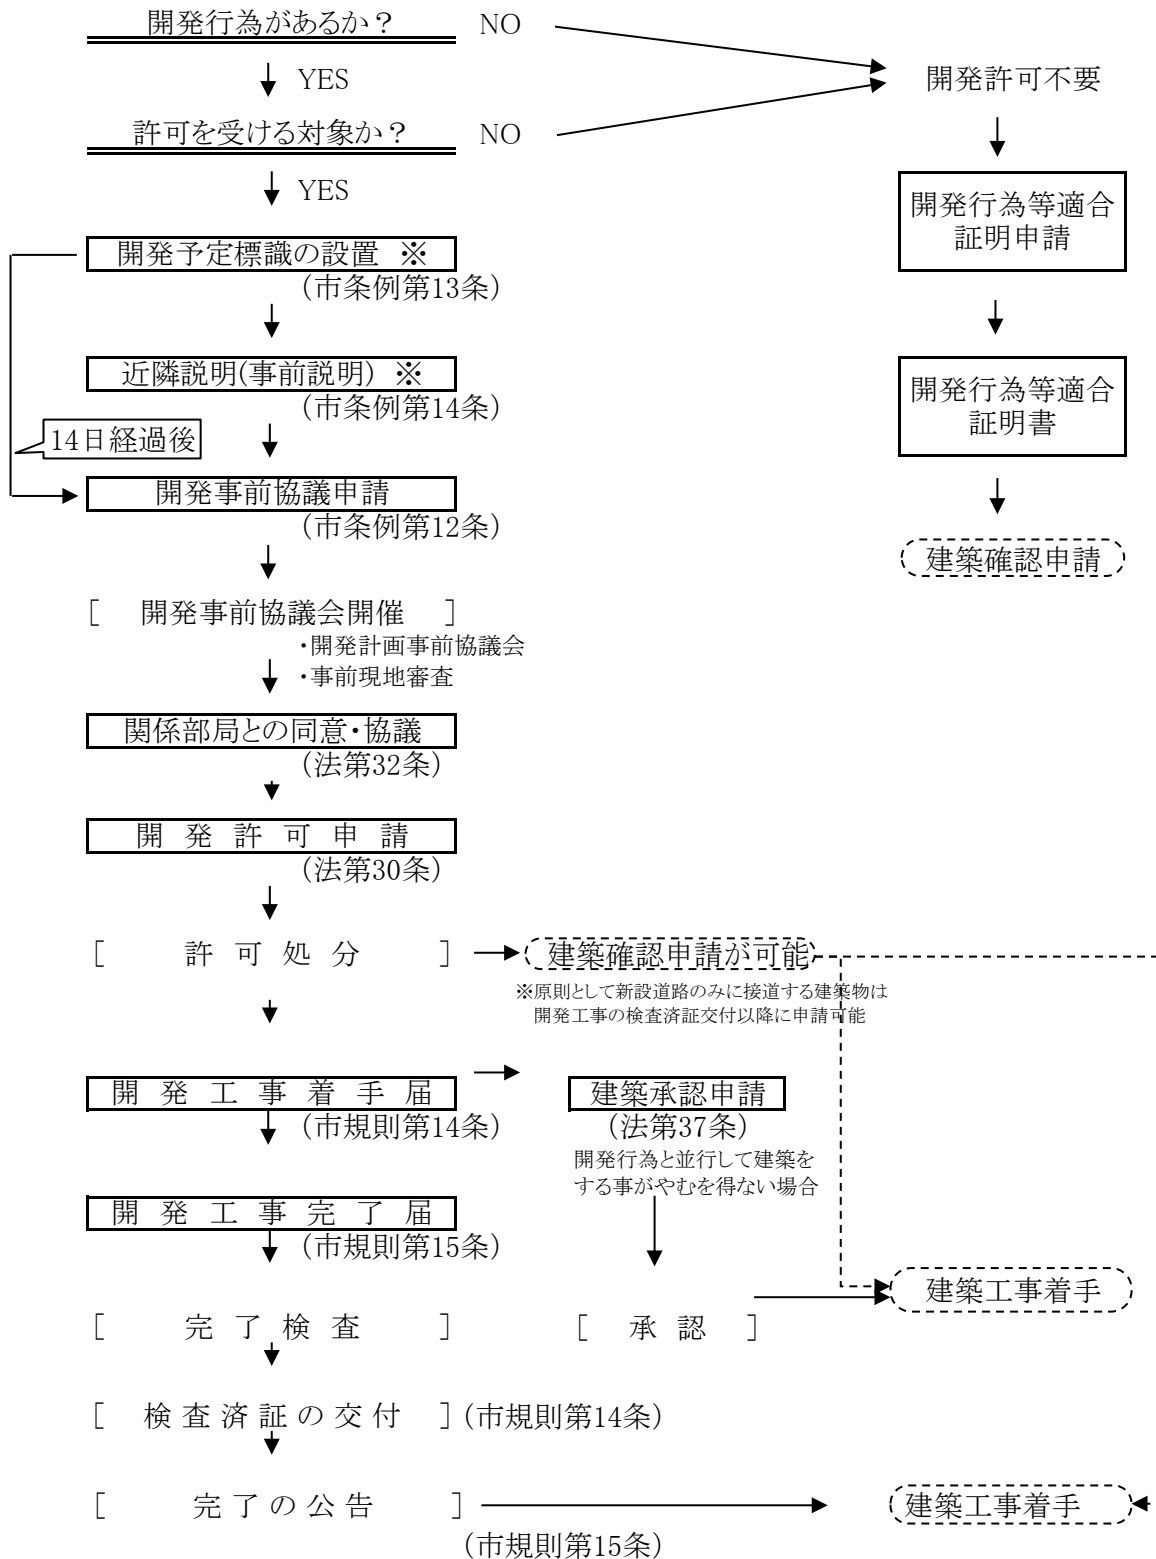 開発行為があるか？ NO
YES
開発許可不要
許可を受ける対象か？ NO
YES
開発行為等適合
証明申請
開発予定標識の設置 ※
(市条例第13条)
近隣説明(事前説明) ※
(市条例第14条)
開発行為等適合
証明書
14日経過後
開発事前協議申請
(市条例第12条)
建築確認申請
[ 開発事前協議会開催 ]
・開発計画事前協議会
・事前現地審査
関係部局との同意・協議
(法第32条)
開発許可申請
(法第30条)
[ 許可処分 ] 建築確認申請が可能
※原則として新設道路のみに接道する建築物は
開発工事の検査済証交付以降に申請可能
開発工事着手届
(市規則第14条)
建築承認申請
(法第37条)
開発行為と並行して建築を
する事がやむを得ない場合
開発工事完了届
(市規則第15条)
建築工事着手
[ 完了検査 ] [ 承認 ]
[ 検査済証の交付 ] (市規則第14条)
[ 完了の公告 ] 建築工事着手
(市規則第15条)